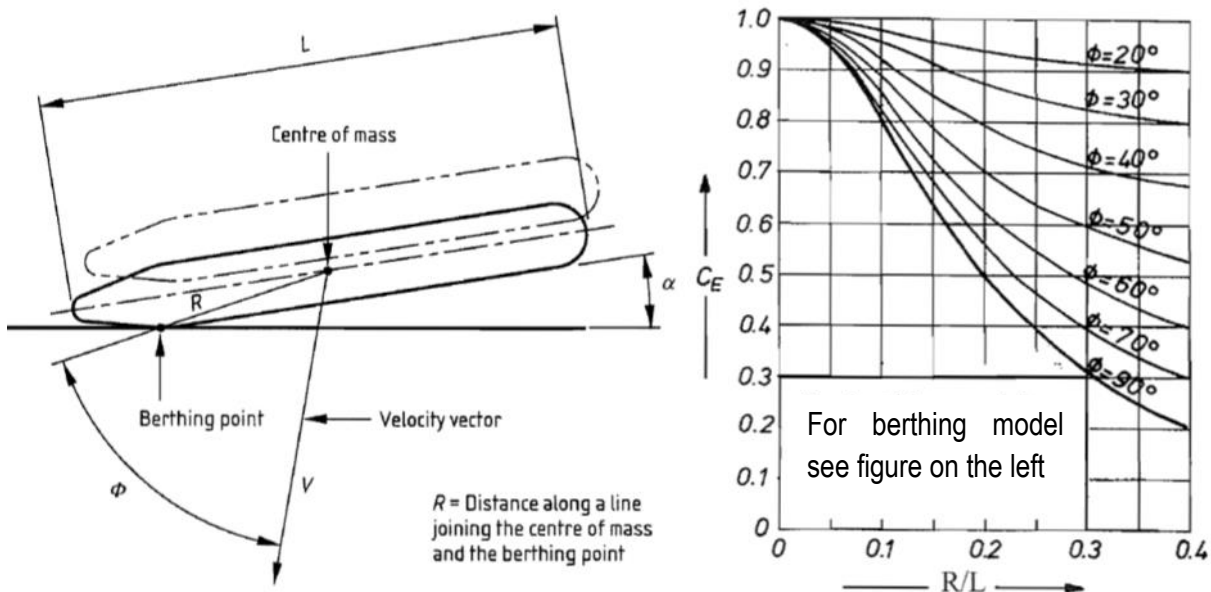 L
Centre of mass
R
α
Berthing point
Velocity vector
V
Φ
R = Distance along a line
joining the centre of mass
and the berthing point
1.0
0.9
0.8
0.7
0.6
0.5
0.4
0.3
0.2
0.1
0
C_E
Φ=20°
Φ=30°
Φ=40°
Φ=50°
Φ=60°
Φ=70°
Φ=90°
For berthing model
see figure on the left
0
0.1
0.2
0.3
0.4
R/L